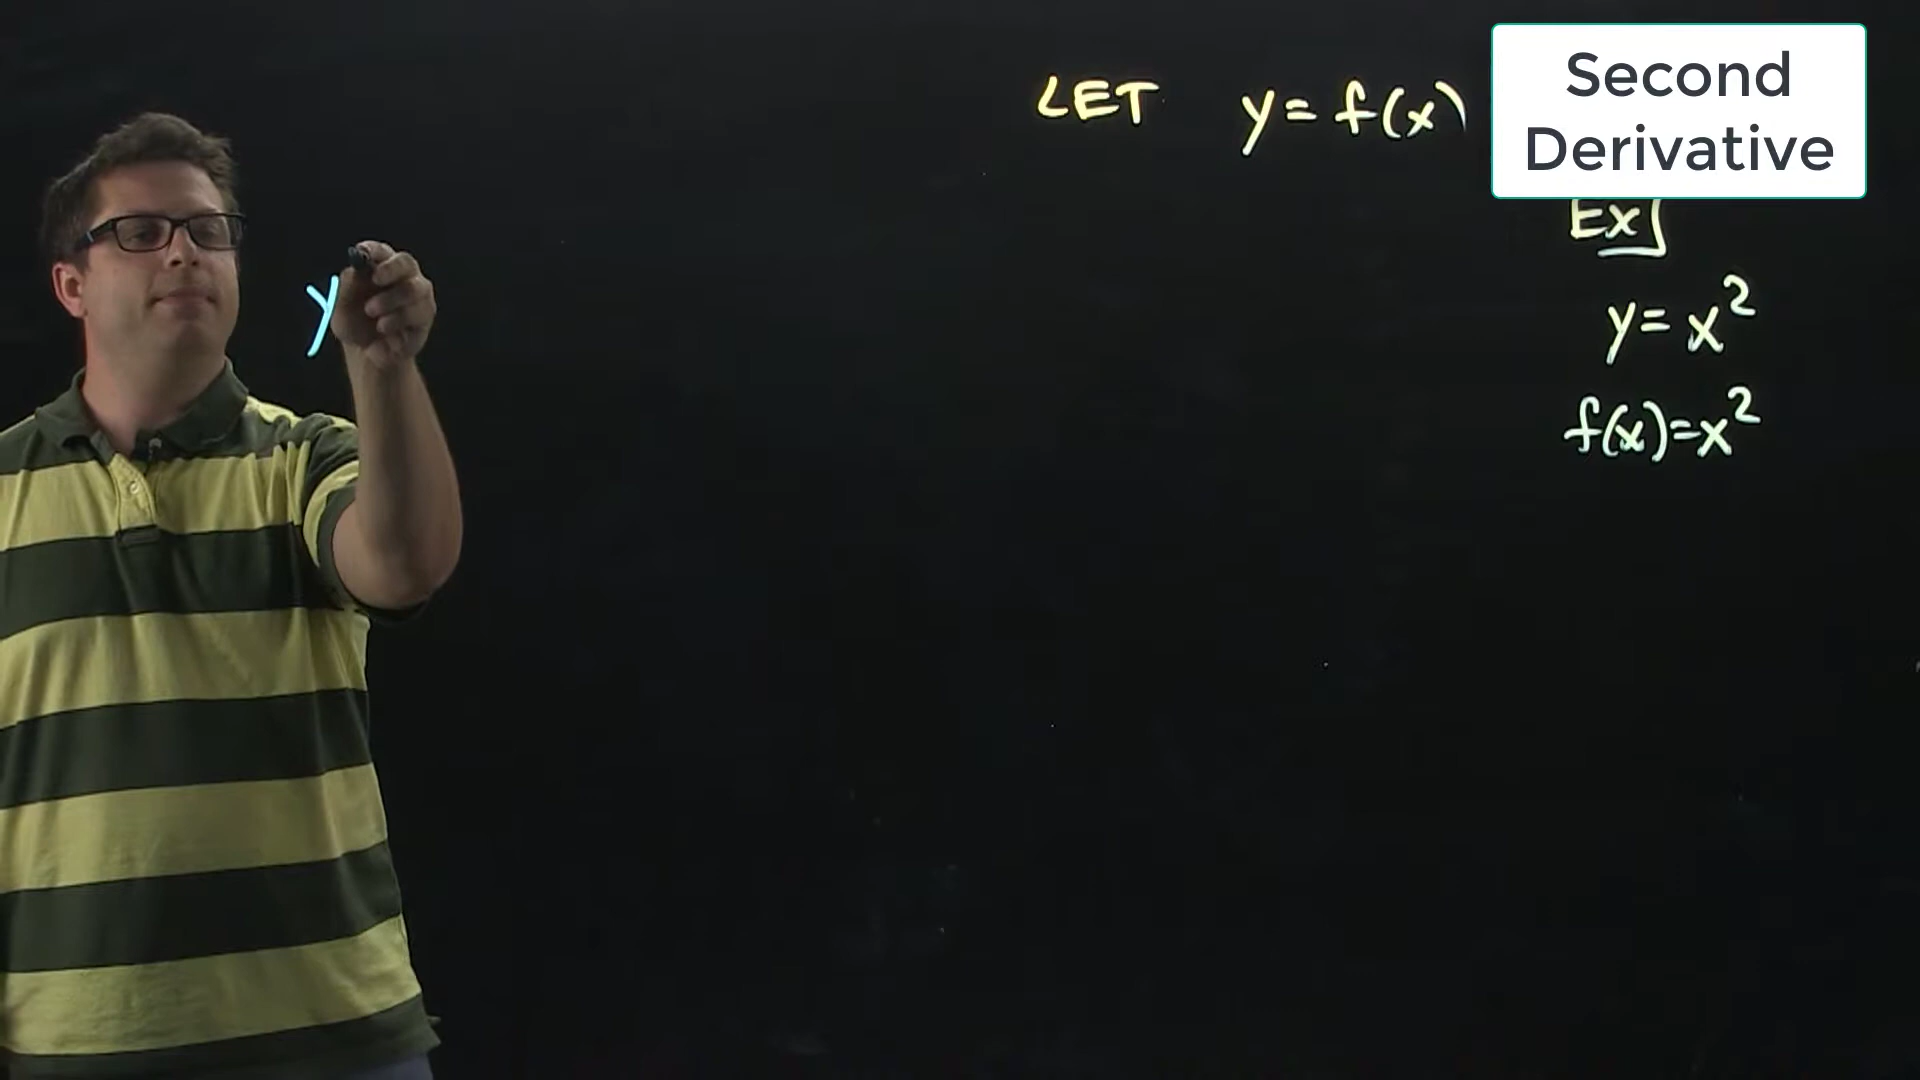 LET y = f(x)
Second
Derivative
Ex
y = x²
f(x) = x²
y